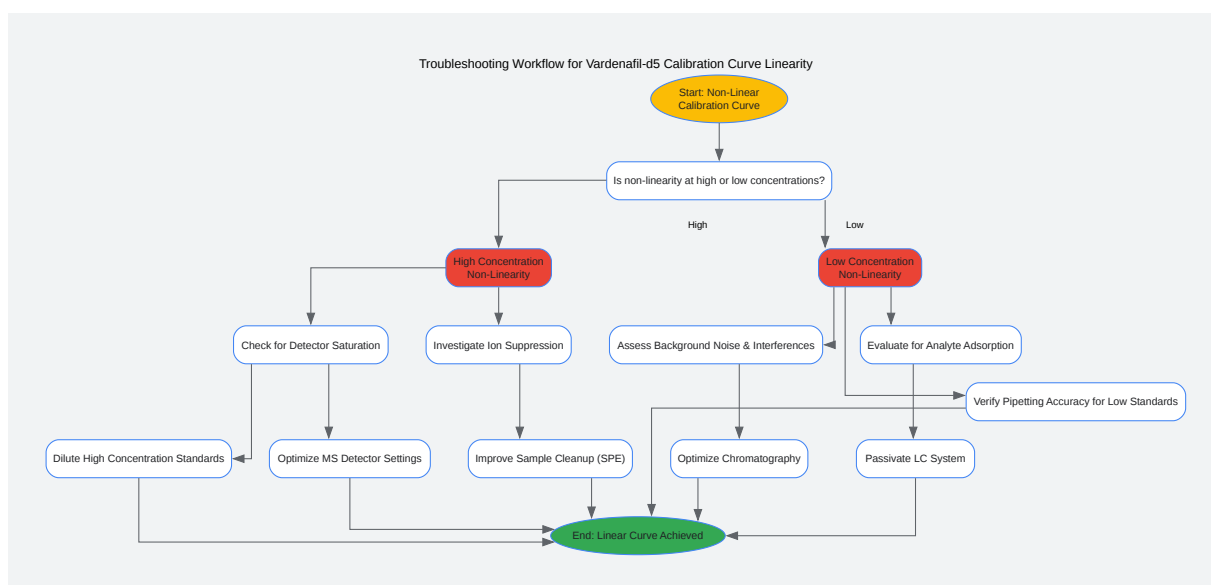 Troubleshooting Workflow for Vardenafil-d5 Calibration Curve Linearity
Start: Non-Linear
Calibration Curve
Is non-linearity at high or low concentrations?
High
Low
High Concentration
Non-Linearity
Low Concentration
Non-Linearity
Check for Detector Saturation
Investigate Ion Suppression
Assess Background Noise & Interferences
Evaluate for Analyte Adsorption
Verify Pipetting Accuracy for Low Standards
Dilute High Concentration Standards
Optimize MS Detector Settings
Improve Sample Cleanup (SPE)
Optimize Chromatography
Passivate LC System
End: Linear Curve Achieved